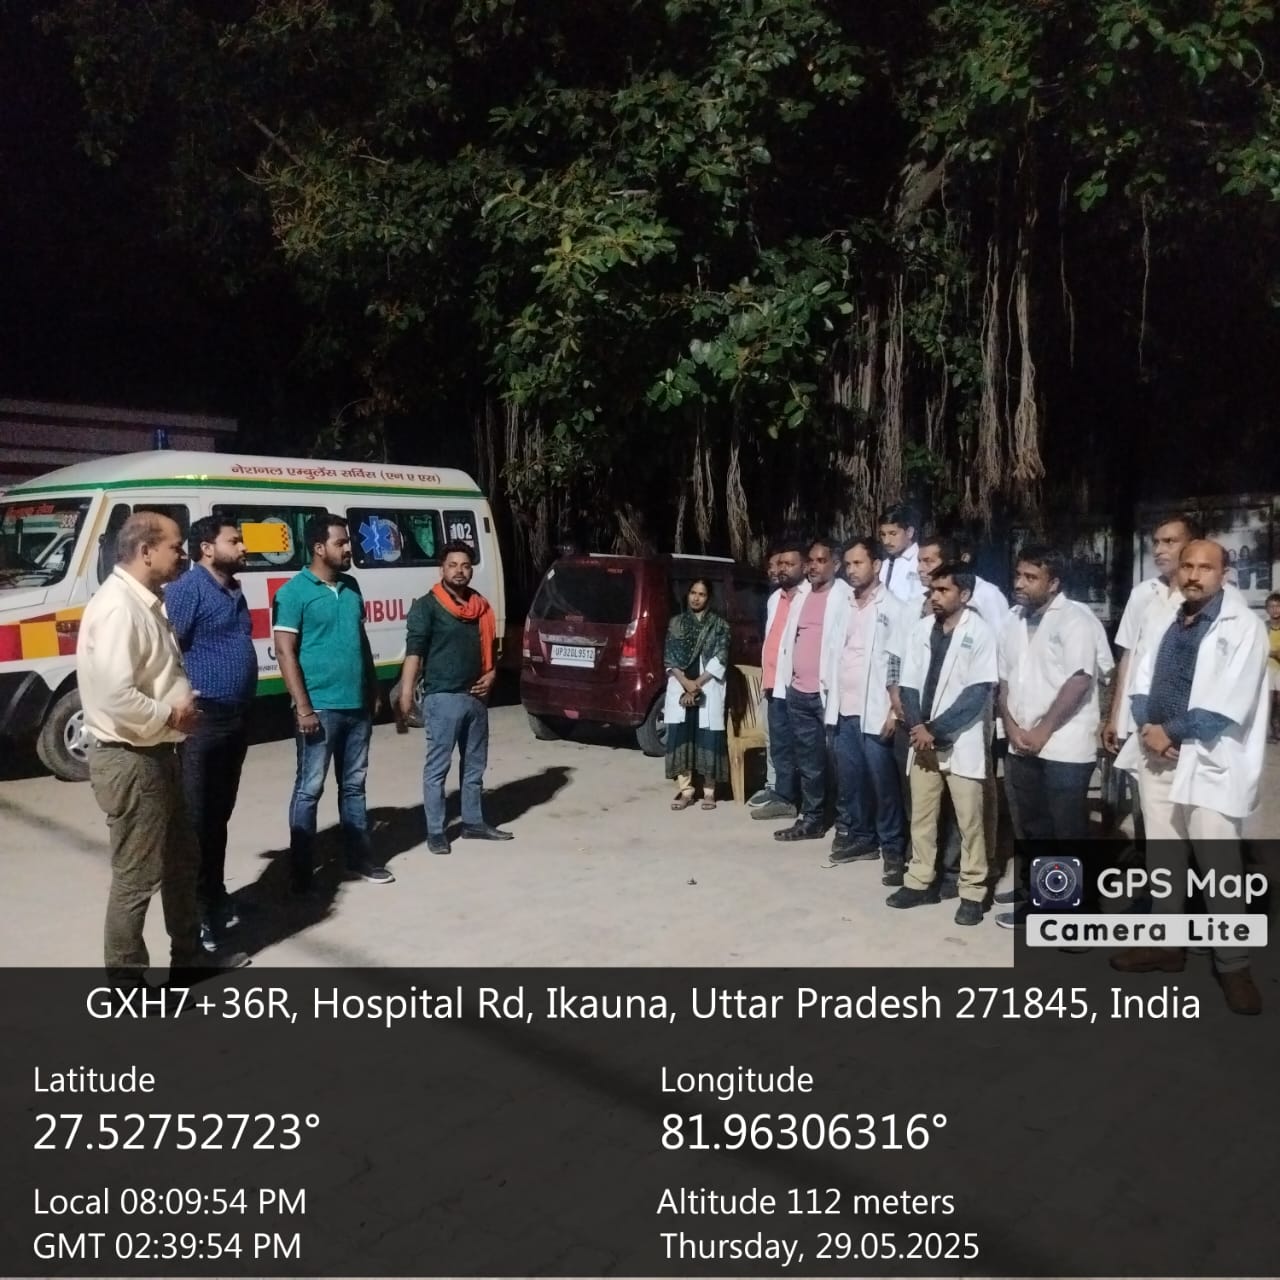 नेशनल एम्बुलेंस सर्विस (एन ए एस)
102
AMBUL
UP32DL9512
GPS Map
Camera Lite
GXH7+36R, Hospital Rd, Ikauna, Uttar Pradesh 271845, India
Latitude
27.52752723°
Longitude
81.96306316°
Local 08:09:54 PM
GMT 02:39:54 PM
Altitude 112 meters
Thursday, 29.05.2025